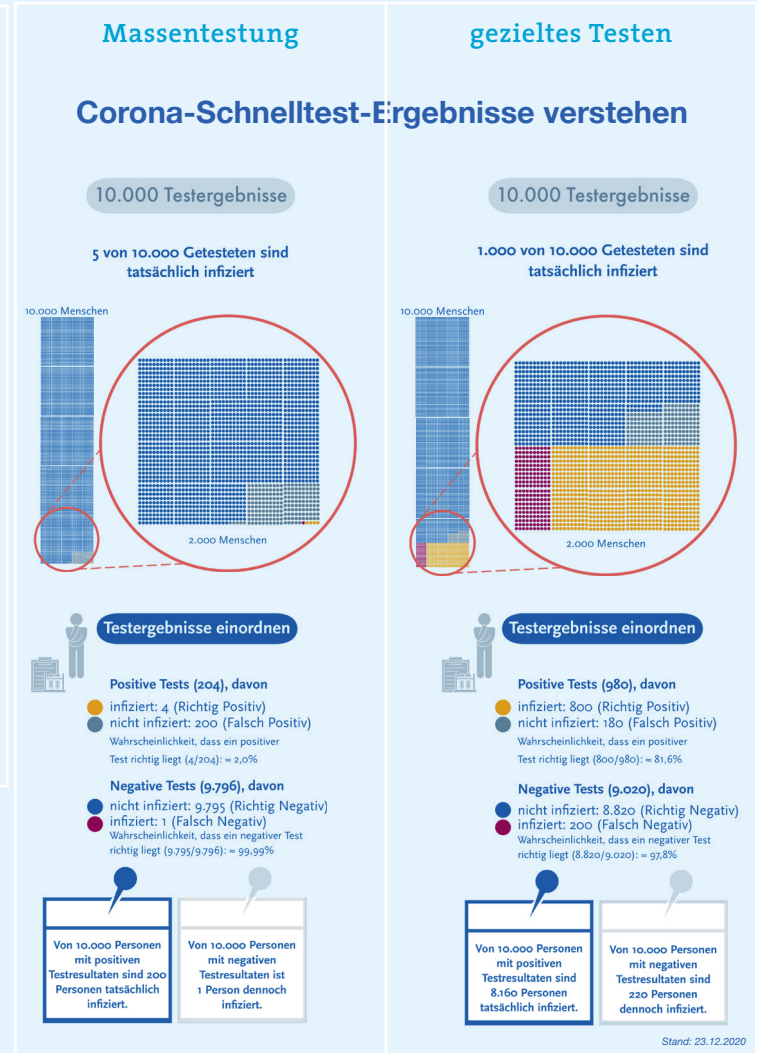 Massentestung
gezieltes Testen
Corona-Schnelltest-Ergebnisse verstehen
10.000 Testergebnisse
5 von 10.000 Getesteten sind
tatsächlich infiziert
10.000 Menschen
2.000 Menschen
Testergebnisse einordnen
Positive Tests (204), davon
infiziert: 4 (Richtig Positiv)
nicht infiziert: 200 (Falsch Positiv)
Wahrscheinlichkeit, dass ein positiver
Test richtig liegt (4/204): ≈ 2,0%
Negative Tests (9.796), davon
nicht infiziert: 9.795 (Richtig Negativ)
infiziert: 1 (Falsch Negativ)
Wahrscheinlichkeit, dass ein negativer Test
richtig liegt (9.795/9.796): ≈ 99,99%
Von 10.000 Personen
mit positiven
Testresultaten sind 200
Personen tatsächlich
infiziert.
Von 10.000 Personen
mit negativen
Testresultaten ist
1 Person dennoch
infiziert.
10.000 Testergebnisse
1.000 von 10.000 Getesteten sind
tatsächlich infiziert
10.000 Menschen
2.000 Menschen
Testergebnisse einordnen
Positive Tests (980), davon
infiziert: 800 (Richtig Positiv)
nicht infiziert: 180 (Falsch Positiv)
Wahrscheinlichkeit, dass ein positiver
Test richtig liegt (800/980): ≈ 81,6%
Negative Tests (9.020), davon
nicht infiziert: 8.820 (Richtig Negativ)
infiziert: 200 (Falsch Negativ)
Wahrscheinlichkeit, dass ein negativer Test
richtig liegt (8.820/9.020): ≈ 97,8%
Von 10.000 Personen
mit positiven
Testresultaten sind
8.160 Personen
tatsächlich infiziert.
Von 10.000 Personen
mit negativen
Testresultaten sind
220 Personen
dennoch infiziert.
Stand: 23.12.2020